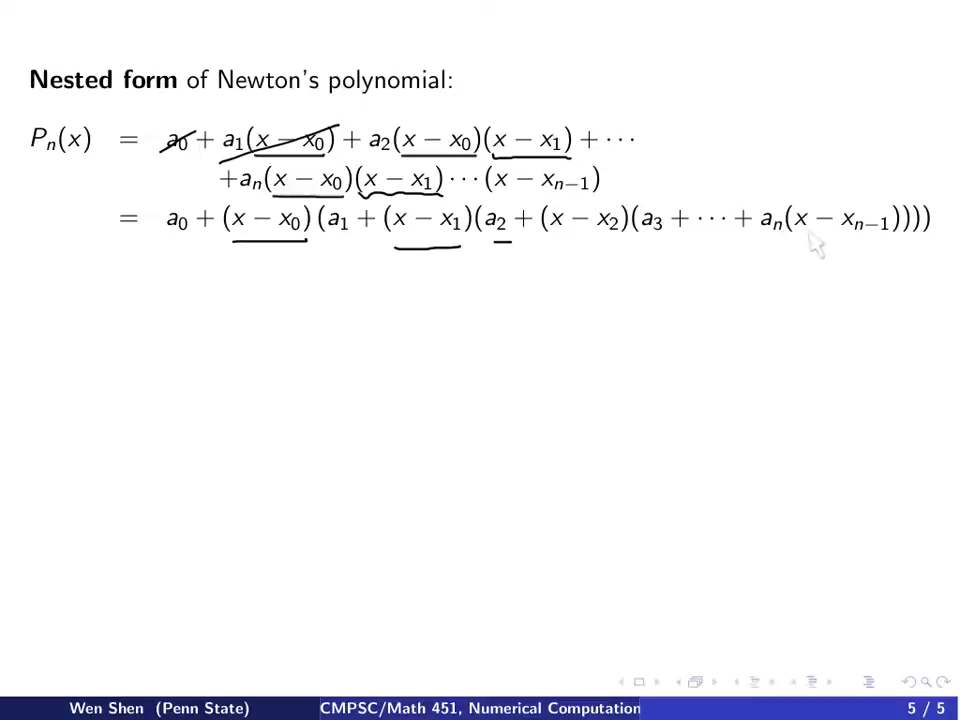 Nested form of Newton's polynomial:
Pₙ(x) = a₀ + a₁(x − x₀) + a₂(x − x₀)(x − x₁) + ···
+aₙ(x − x₀)(x − x₁) ··· (x − xₙ₋₁)
= a₀ + (x − x₀) (a₁ + (x − x₁)(a₂ + (x − x₂)(a₃ + ··· + aₙ(x − xₙ₋₁))))
Wen Shen (Penn State) CMPSC/Math 451, Numerical Computation 5 / 5